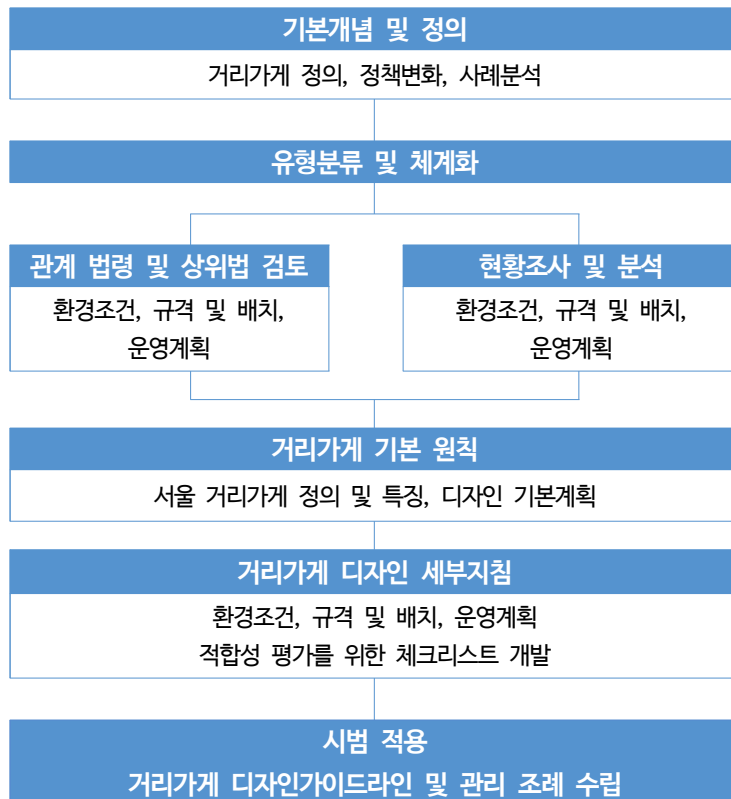 기본개념 및 정의
거리가게 정의, 정책변화, 사례분석
유형분류 및 체계화
관계 법령 및 상위법 검토
환경조건, 규격 및 배치,
운영계획
현황조사 및 분석
환경조건, 규격 및 배치,
운영계획
거리가게 기본 원칙
서울 거리가게 정의 및 특징, 디자인 기본계획
거리가게 디자인 세부지침
환경조건, 규격 및 배치, 운영계획
적합성 평가를 위한 체크리스트 개발
시범 적용
거리가게 디자인가이드라인 및 관리 조례 수립